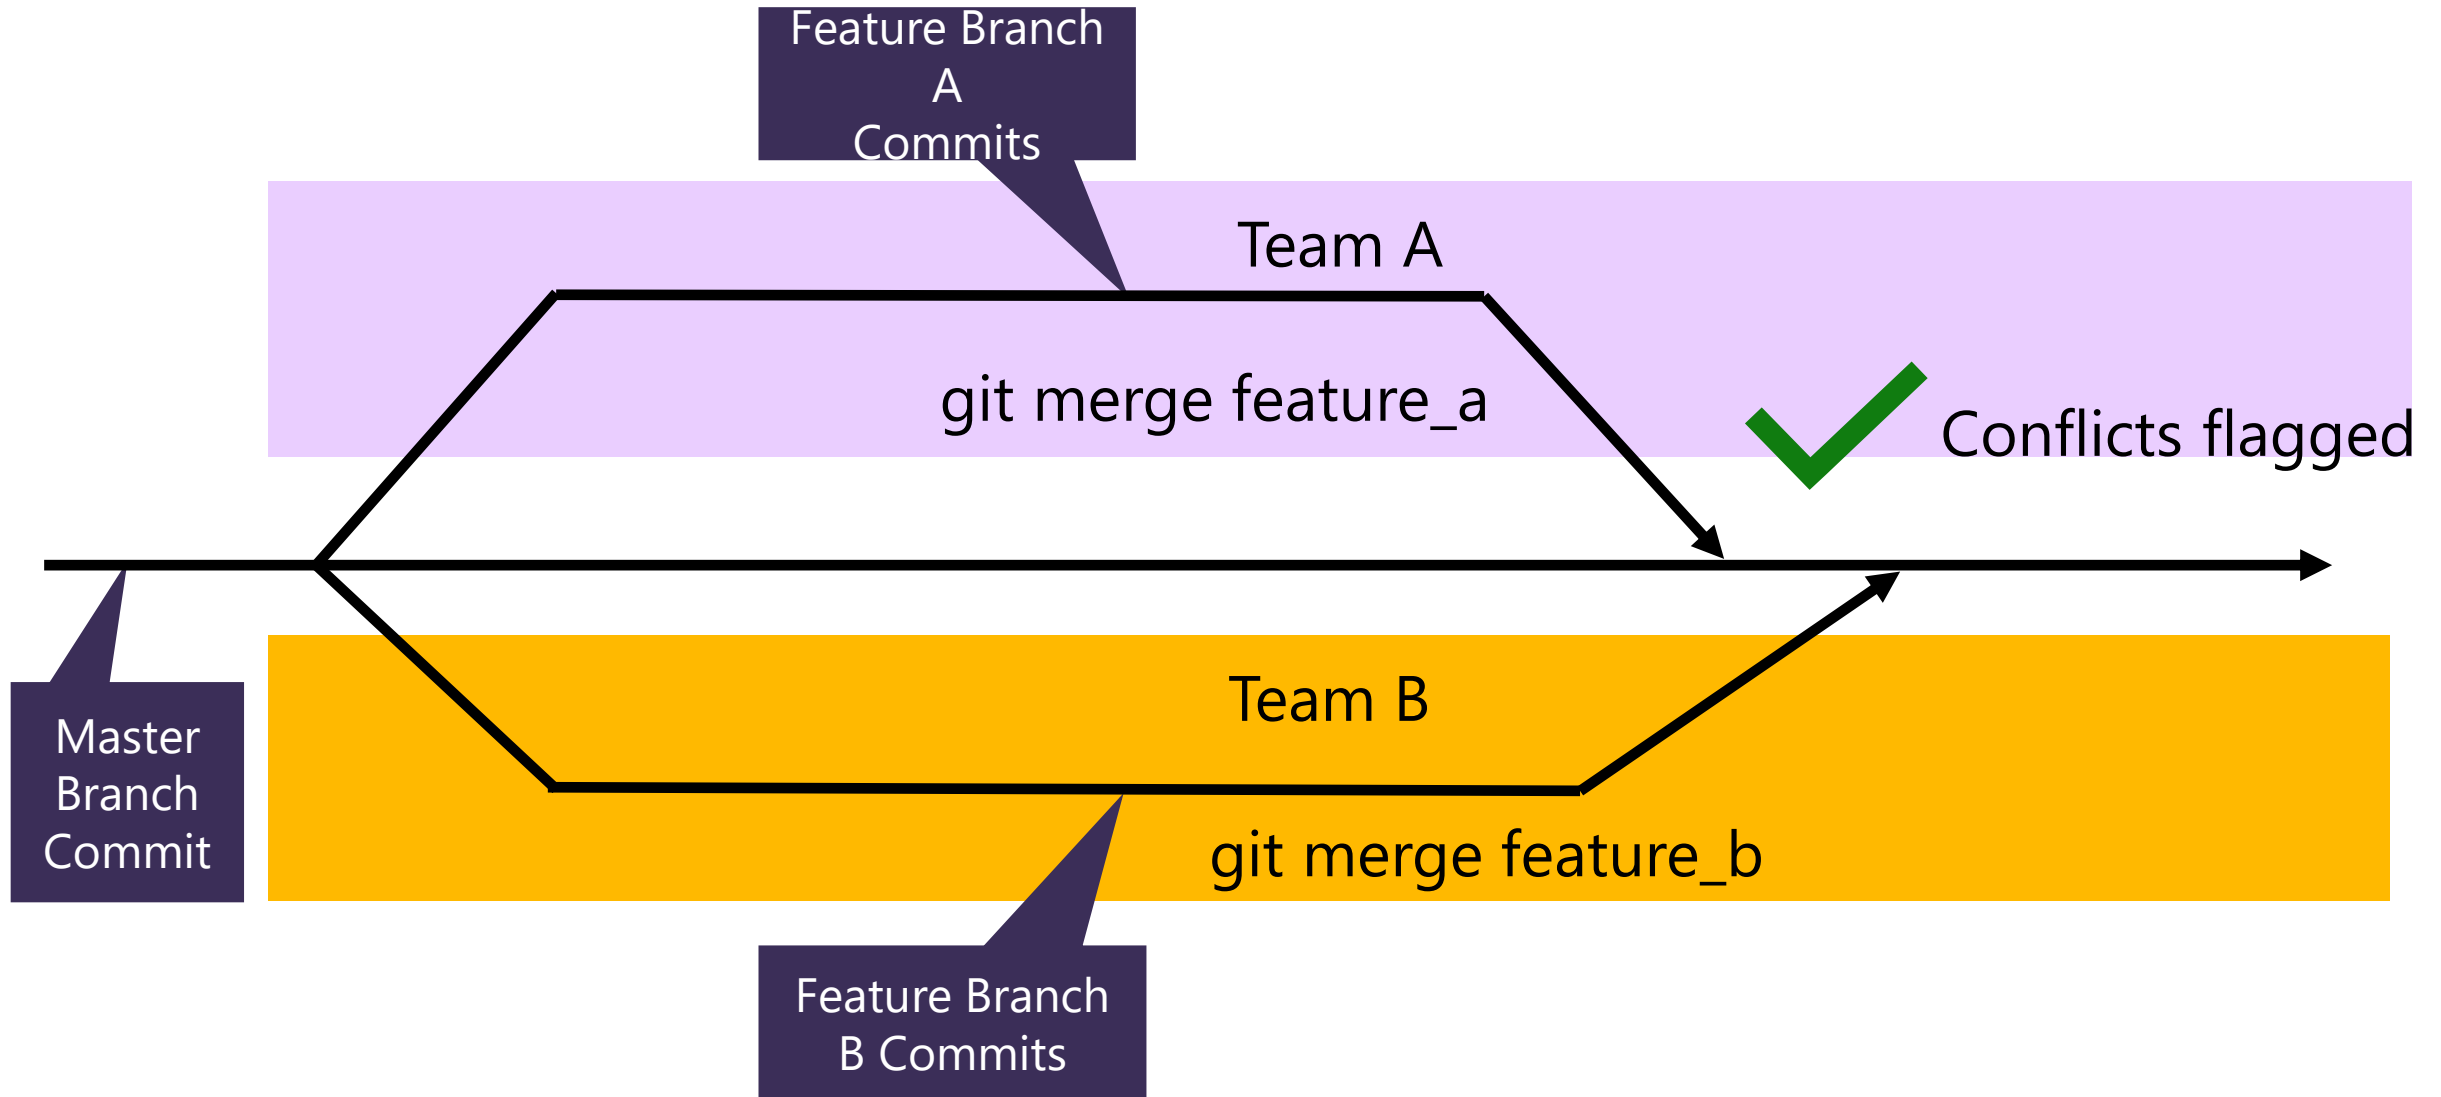 Feature Branch
A
Commits
Team A
git merge feature_a
Conflicts flagged
Master
Branch
Commit
Team B
git merge feature_b
Feature Branch
B Commits